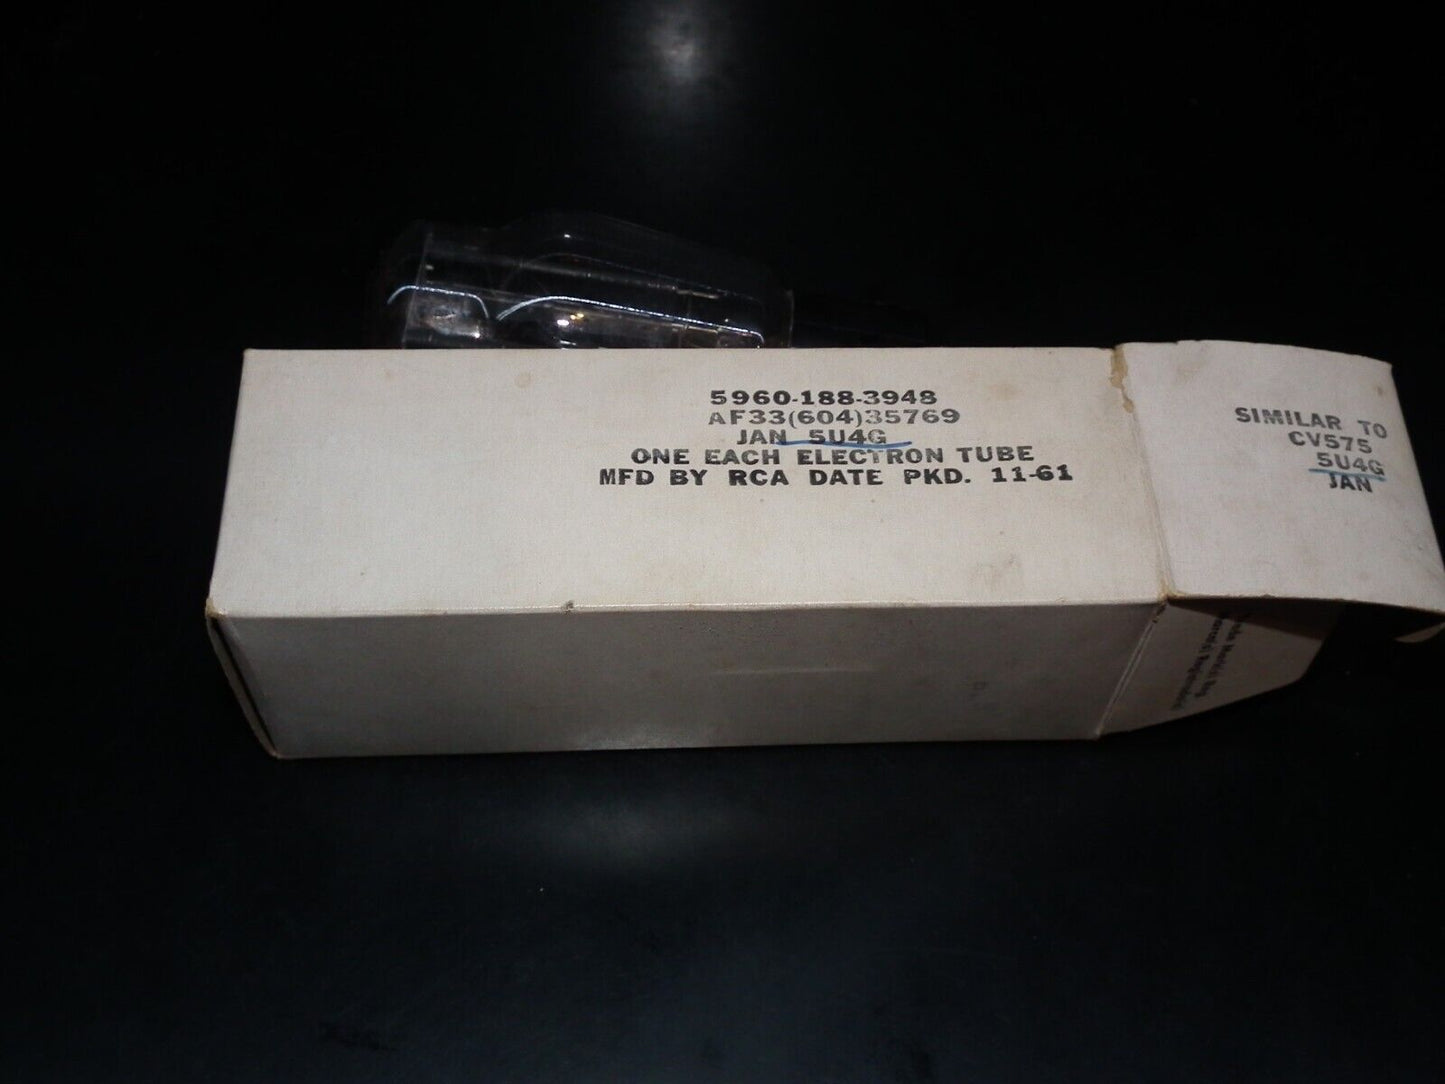 5960-188-3948
AF33(604)35769
JAN 5U4G
ONE EACH ELECTRON TUBE
MFD BY RCA DATE PKD. 11-61
SIMILAR TO
CV575
5U4G
JAN